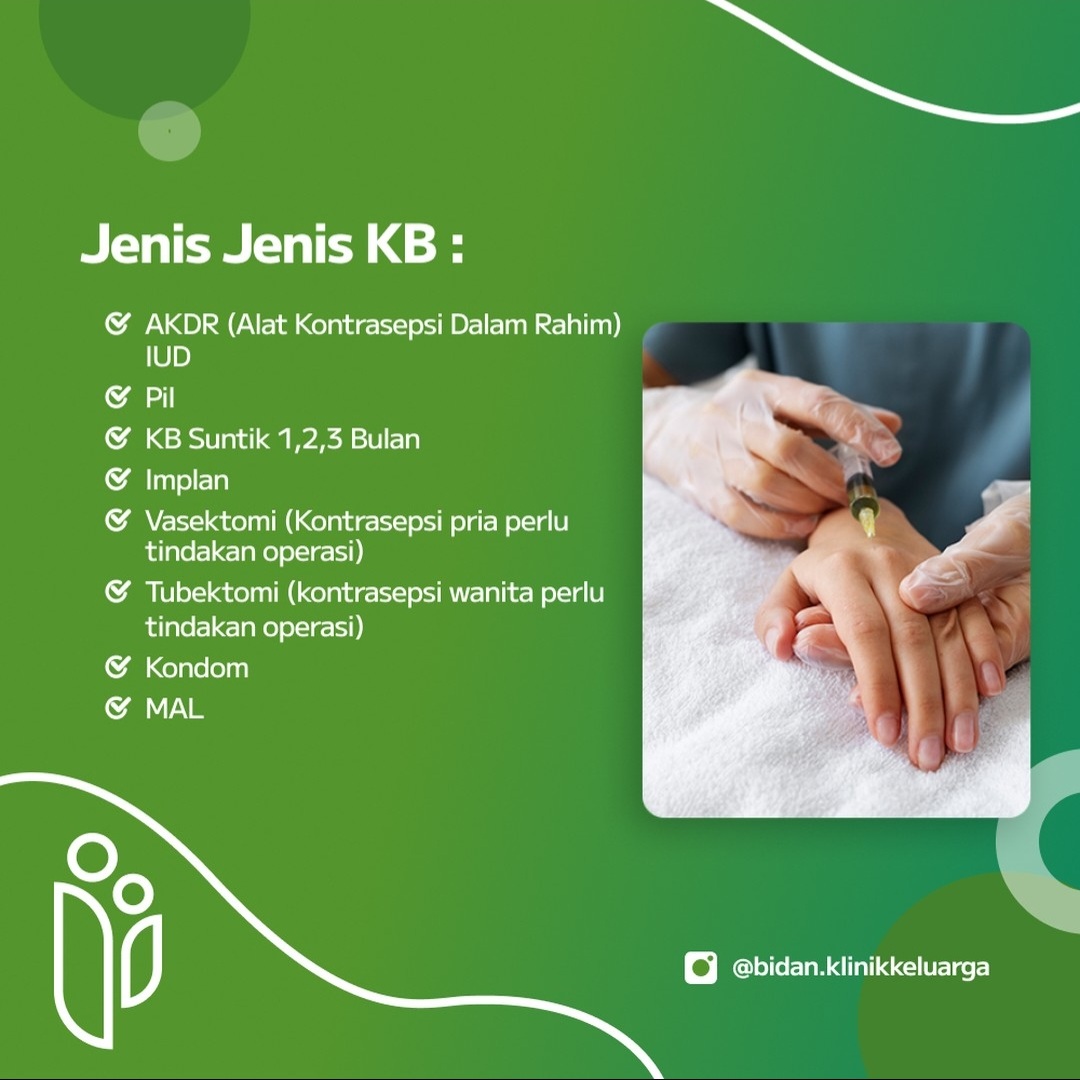 Jenis Jenis KB :
AKDR (Alat Kontrasepsi Dalam Rahim)
IUD
Pil
KB Suntik 1,2,3 Bulan
Implan
Vasektomi (Kontrasepsi pria perlu
tindakan operasi)
Tubektomi (kontrasepsi wanita perlu
tindakan operasi)
Kondom
MAL
@bidan.klinikkeluarga